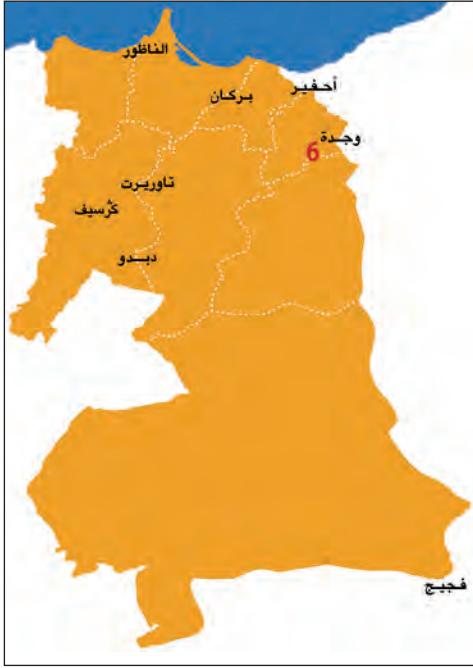 الناظور
أحفير
بركان
وجدة
6
تاوريرت
كرسيف
دبدو
فجيج